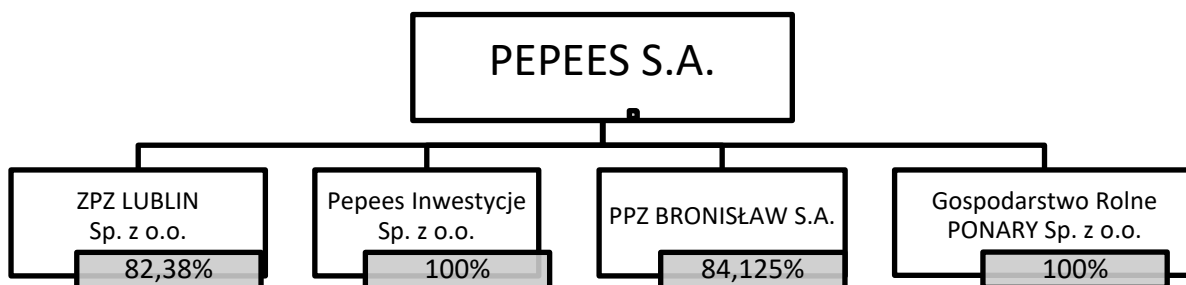 PEPEES S.A.
ZPZ LUBLIN
Sp. z o.o.
82,38%
Pepees Inwestycje
Sp. z o.o.
100%
PPZ BRONISŁAW S.A.
84,125%
Gospodarstwo Rolne
PONARY Sp. z o.o.
100%